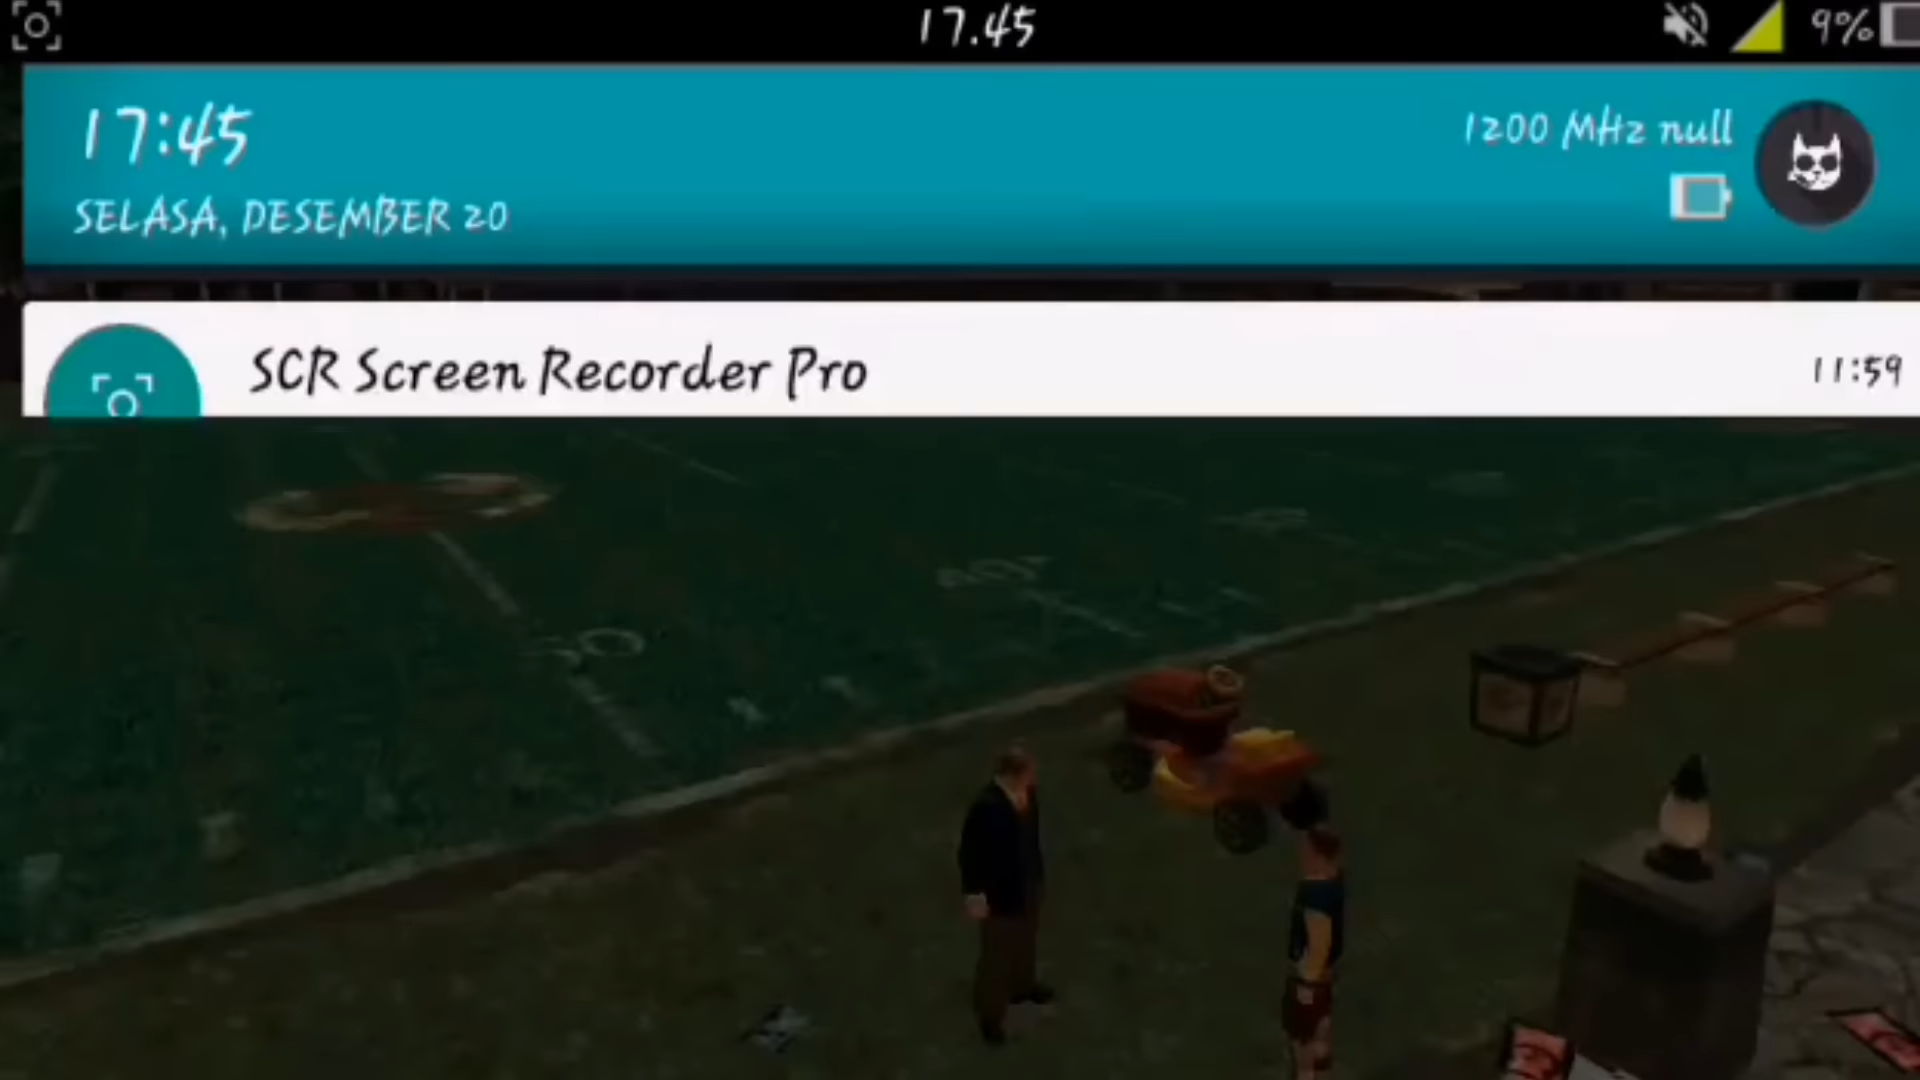 17.45
9%
17:45
1200 MHz null
SELASA, DESEMBER 20
SCR Screen Recorder Pro
11:59